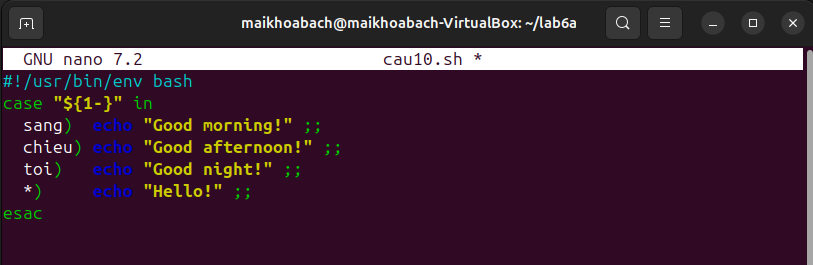 maikhoabach@maikhoabach-VirtualBox: ~/lab6a
GNU nano 7.2 cau10.sh *
#!/usr/bin/env bash
case "${1-}" in
  sang)  echo "Good morning!" ;;
  chieu) echo "Good afternoon!" ;;
  toi)   echo "Good night!" ;;
  *)     echo "Hello!" ;;
esac